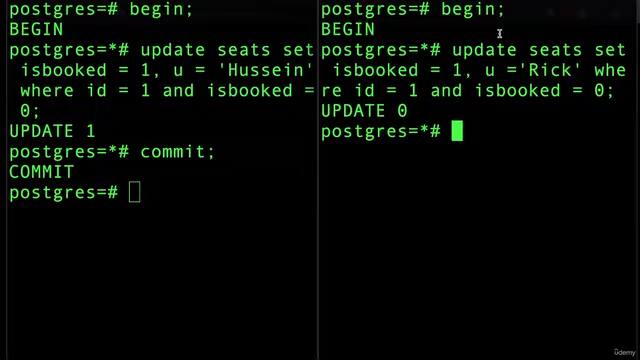 postgres=# begin;
BEGIN
postgres=*# update seats set
isbooked = 1, u = 'Hussein'
where id = 1 and isbooked =
0;
UPDATE 1
postgres=*# commit;
COMMIT
postgres=#
postgres=# begin;
BEGIN
postgres=*# update seats set
isbooked = 1, u ='Rick' whe
re id = 1 and isbooked = 0;
UPDATE 0
postgres=*#
udemy